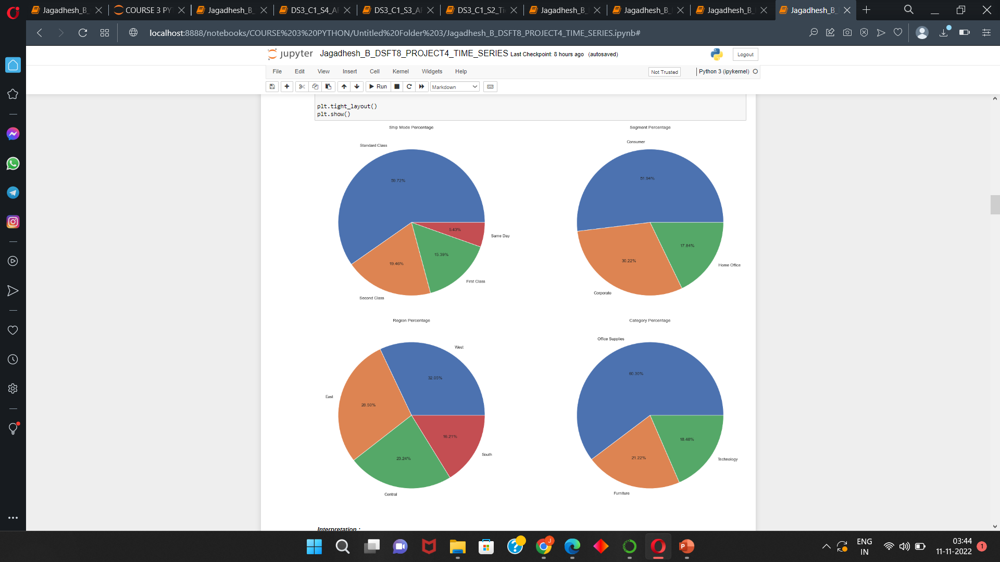 Jagadhesh_B_
COURSE 3 PY
Jagadhesh_B_
DS3_C1_S4_A
DS3_C1_S3_A
DS3_C1_S2_Ti
Jagadhesh_B_
Jagadhesh_B_
Jagadhesh_B_
Jagadhesh_B_
localhost:8888/notebooks/COURSE%203%20PYTHON/Untitled%20Folder%203/Jagadhesh_B_DSFT8_PROJECT4_TIME_SERIES.ipynb#
jupyter Jagadhesh_B_DSFT8_PROJECT4_TIME_SERIES Last Checkpoint: 8 hours ago (autosaved)
Logout
File Edit View Insert Cell Kernel Widgets Help
Not Trusted
Python 3 (ipykernel)
Run
Markdown
plt.tight_layout()
plt.show()
Ship Mode Percentage
Standard Class
59.72%
5.43%
Same Day
15.39%
19.46%
First Class
Second Class
Segment Percentage
Consumer
51.94%
17.84%
30.22%
Home Office
Corporate
Region Percentage
West
32.05%
East
28.50%
16.21%
South
23.24%
Central
Category Percentage
Office Supplies
60.30%
18.48%
21.22%
Technology
Furniture
Interpretation :
ENG
IN
03:44
11-11-2022
1